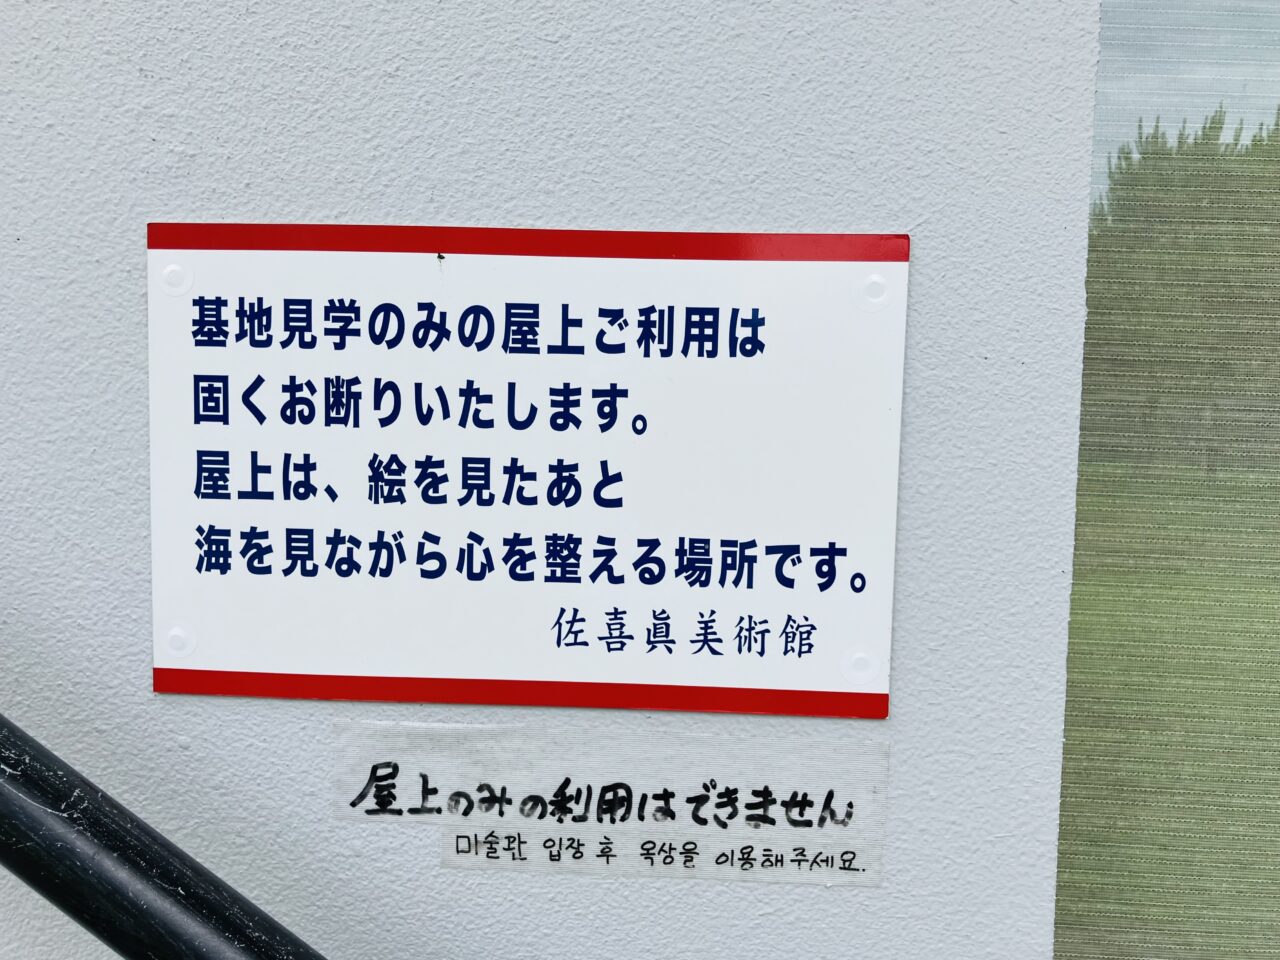 基地見学のみの屋上ご利用は
固くお断りいたします。
屋上は、絵を見たあと
海を見ながら心を整える場所です。
佐喜眞美術館
屋上のみの利用はできません
미술관 입장 후 옥상을 이용해주세요.